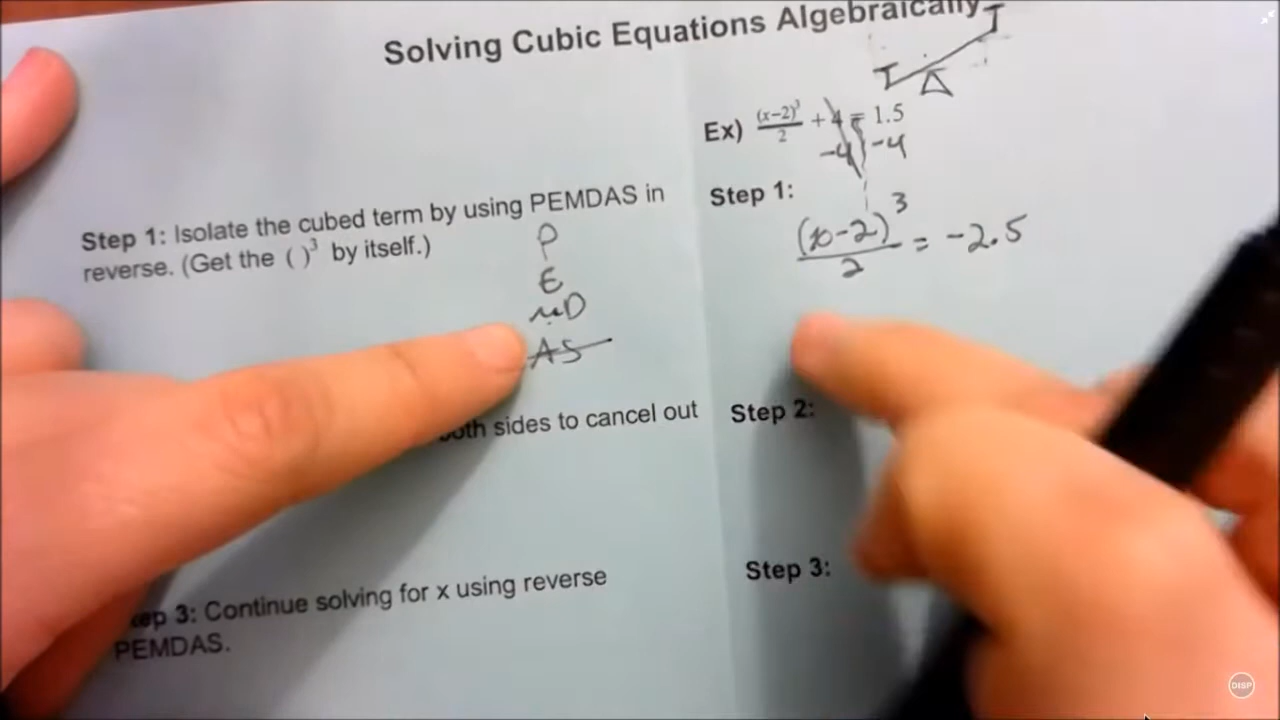 Solving Cubic Equations Algebraically
Ex) (x-2)³/2 + 4 = 1.5
-4 -4
Step 1: Isolate the cubed term by using PEMDAS in
reverse. (Get the ( )³ by itself.)
P
E
MD
AS
Step 1:
(x-2)³/2 = -2.5
both sides to cancel out
Step 2:
Step 3: Continue solving for x using reverse
PEMDAS.
Step 3:
DISP